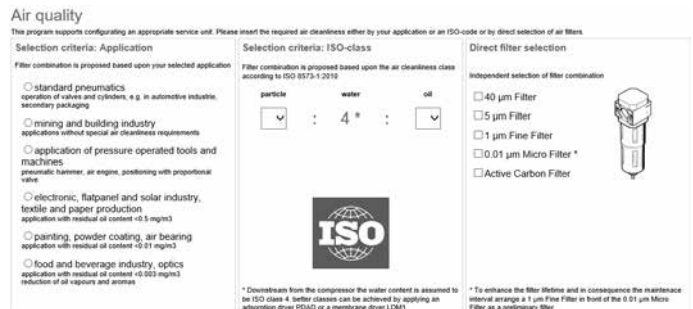 Air quality
This program supports configurating an appropriate service unit. Please insert the required air cleanliness either by your application or an ISO-code or by direct selection of air filters.
Selection criteria: Application
Filter combination is proposed based upon your selected application
standard pneumatics
operation of valves and cylinders, e.g. in automotive industrie,
secondary packaging
mining and building industry
applications without special air cleanliness requirements
application of pressure operated tools and
machines
pneumatic hammer, air engine, positioning with proportional
valve
electronic, flatpanel and solar industry,
textile and paper production
application with residual oil content <0.5 mg/m3
painting, powder coating, air bearing
application with residual oil content <0.01 mg/m3
food and beverage industry, optics
application with residual oil content <0.003 mg/m3
reduction of oil vapours and aromas
Selection criteria: ISO-class
Filter combination is proposed based upon the air cleanliness class
according to ISO 8573-1:2010
particle water oil
: 4 * :
ISO
* Downstream from the compressor the water content is assumed to
be ISO class 4, better classes can be achieved by applying an
adsorption dryer PDAD or a membrane dryer LDM1
Direct filter selection
Independent selection of filter combination
40 µm Filter
5 µm Filter
1 µm Fine Filter
0.01 µm Micro Filter *
Active Carbon Filter
* To enhance the filter lifetime and in consequence the maintenace
interval arrange a 1 µm Fine Filter in front of the 0.01 µm Micro
Filter as a preliminary filter